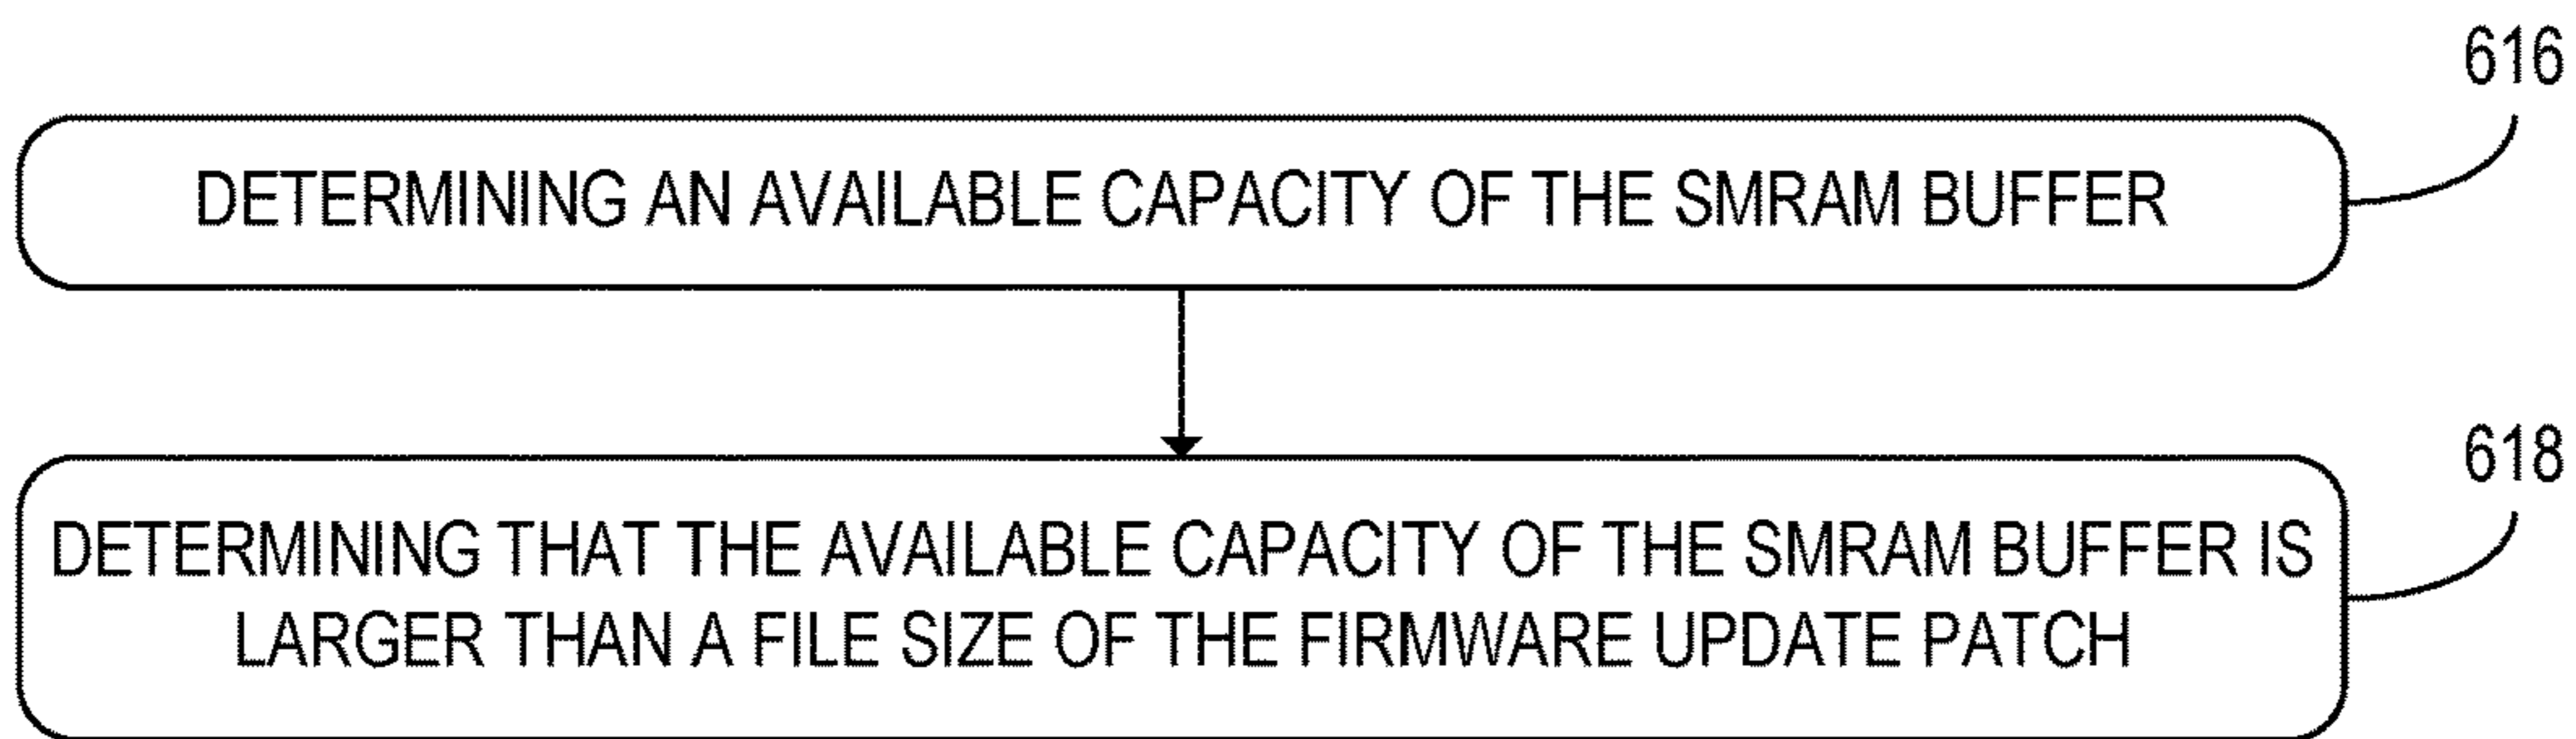 616
DETERMINING AN AVAILABLE CAPACITY OF THE SMRAM BUFFER
618
DETERMINING THAT THE AVAILABLE CAPACITY OF THE SMRAM BUFFER IS
LARGER THAN A FILE SIZE OF THE FIRMWARE UPDATE PATCH